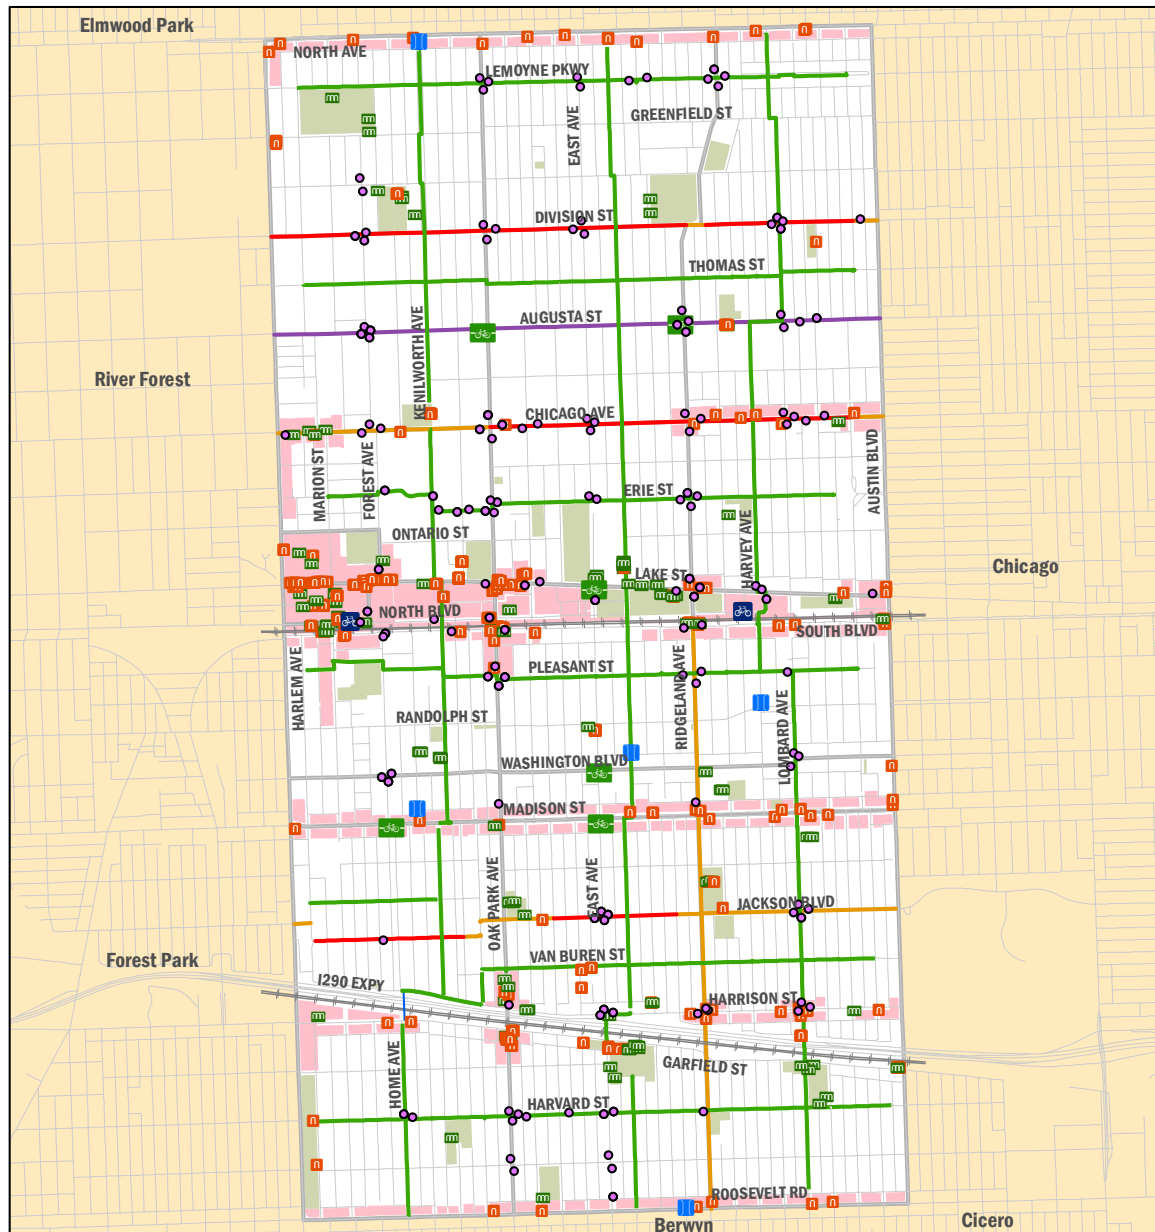 Elmwood Park
NORTH AVE
LEMOYNE PKWY
GREENFIELD ST
EAST AVE
DIVISION ST
THOMAS ST
AUGUSTA ST
KENILWORTH AVE
River Forest
CHICAGO AVE
MARION ST
FOREST AVE
AUSTIN BLVD
ERIE ST
ONTARIO ST
HARVEY AVE
Chicago
LAKE ST
NORTH BLVD
SOUTH BLVD
HARLEM AVE
PLEASANT ST
RIDGELAND AVE
RANDOLPH ST
LOMBARD AVE
WASHINGTON BLVD
MADISON ST
OAK PARK AVE
EAST AVE
JACKSON BLVD
VAN BUREN ST
Forest Park
I290 EXPY
HARRISON ST
HOME AVE
GARFIELD ST
HARVARD ST
ROOSEVELT RD
Berwyn
Cicero